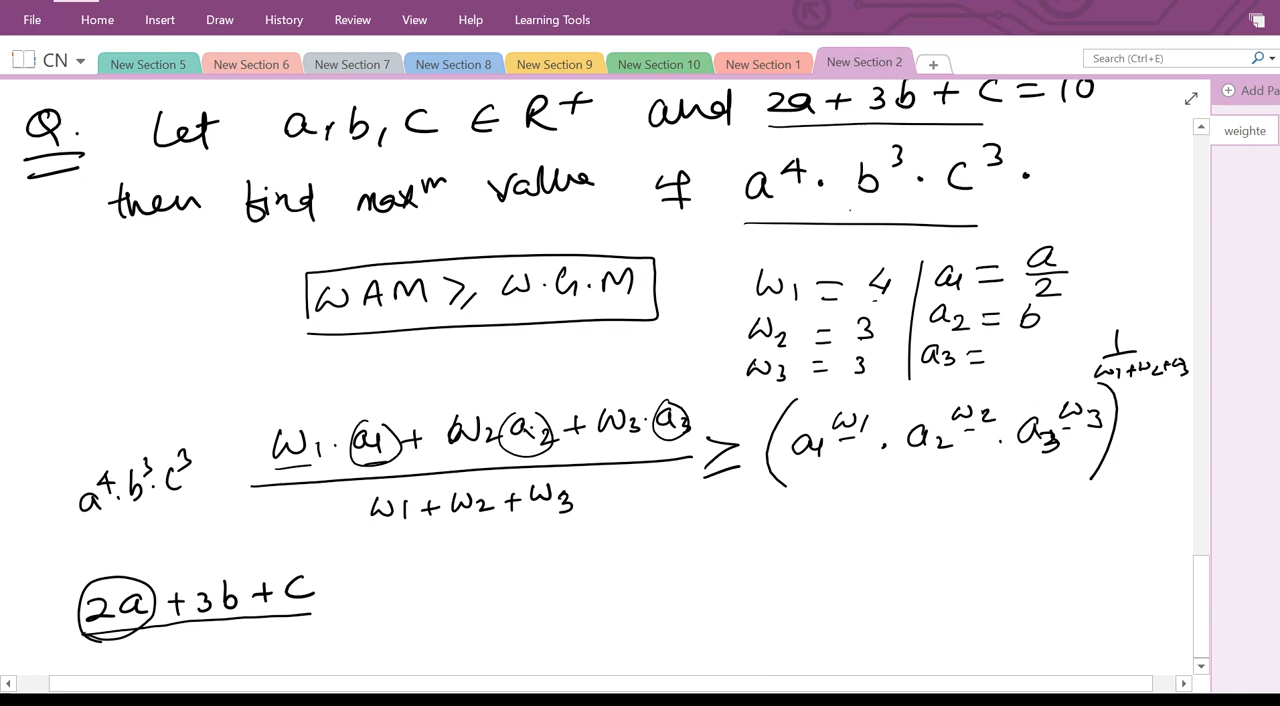 File Home Insert Draw History Review View Help Learning Tools
CN New Section 5 New Section 6 New Section 7 New Section 8 New Section 9 New Section 10 New Section 1 New Section 2 + Search (Ctrl+E)
Add Pa
weighte
Q. Let a, b, c ∈ R+ and 2a + 3b + c = 10
then find maxᵐ value of a⁴ · b³ · c³ ·
W A M ≥ W. G. M
w1 = 4 | a1 = a/2
w2 = 3 | a2 = b
w3 = 3 | a3 =
a⁴ · b³ · c³
(w1 · a1 + w2 a2 + w3 · a3) / (w1 + w2 + w3) ≥ (a1^w1 · a2^w2 · a3^w3)^(1/(w1+w2+w3))
2a + 3b + c